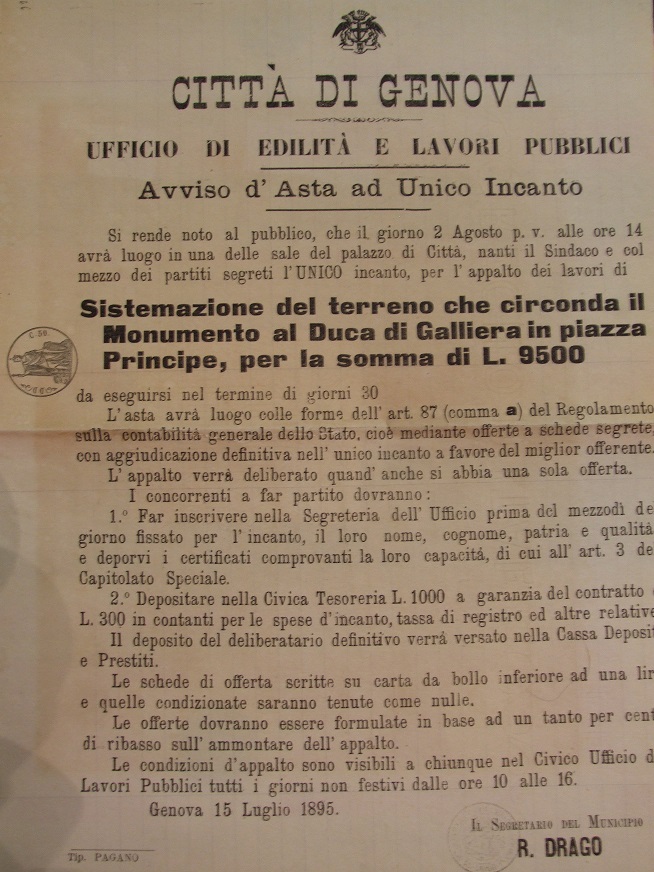 CITTÀ DI GENOVA
UFFICIO DI EDILITÀ E LAVORI PUBBLICI
Avviso d' Asta ad Unico Incanto
Si rende noto al pubblico, che il giorno 2 Agosto p. v. alle ore 14
avrà luogo in una delle sale del palazzo di Città, nanti il Sindaco e col
mezzo dei partiti segreti l' UNICO incanto, per l' appalto dei lavori di
Sistemazione del terreno che circonda il
Monumento al Duca di Galliera in piazza
Principe, per la somma di L. 9500
da eseguirsi nel termine di giorni 30
L' asta avrà luogo colle forme dell' art. 87 (comma a) del Regolamento
sulla contabilità generale dello Stato, cioè mediante offerte a schede segrete,
con aggiudicazione definitiva nell' unico incanto a favore del miglior offerente.
L' appalto verrà deliberato quand' anche si abbia una sola offerta.
I concorrenti a far partito dovranno:
1.° Far inscrivere nella Segreteria dell' Ufficio prima del mezzodì de
giorno fissato per l' incanto, il loro nome, cognome, patria e qualità
e deporvi i certificati comprovanti la loro capacità, di cui all' art. 3 de
Capitolato Speciale.
2.° Depositare nella Civica Tesoreria L. 1000 a garanzia del contratto
L. 300 in contanti per le spese d' incanto, tassa di registro ed altre relative
Il deposito del deliberatario definitivo verrà versato nella Cassa Deposit
e Prestiti.
Le schede di offerta scritte su carta da bollo inferiore ad una lir
e quelle condizionate saranno tenute come nulle.
Le offerte dovranno essere formulate in base ad un tanto per cent
di ribasso sull' ammontare dell' appalto.
Le condizioni d' appalto sono visibili a chiunque nel Civico Ufficio d
Lavori Pubblici tutti i giorni non festivi dalle ore 10 alle 16.
Genova 15 Luglio 1895.
IL SEGRETARIO DEL MUNICIPIO
R. DRAGO
Tip. PAGANO